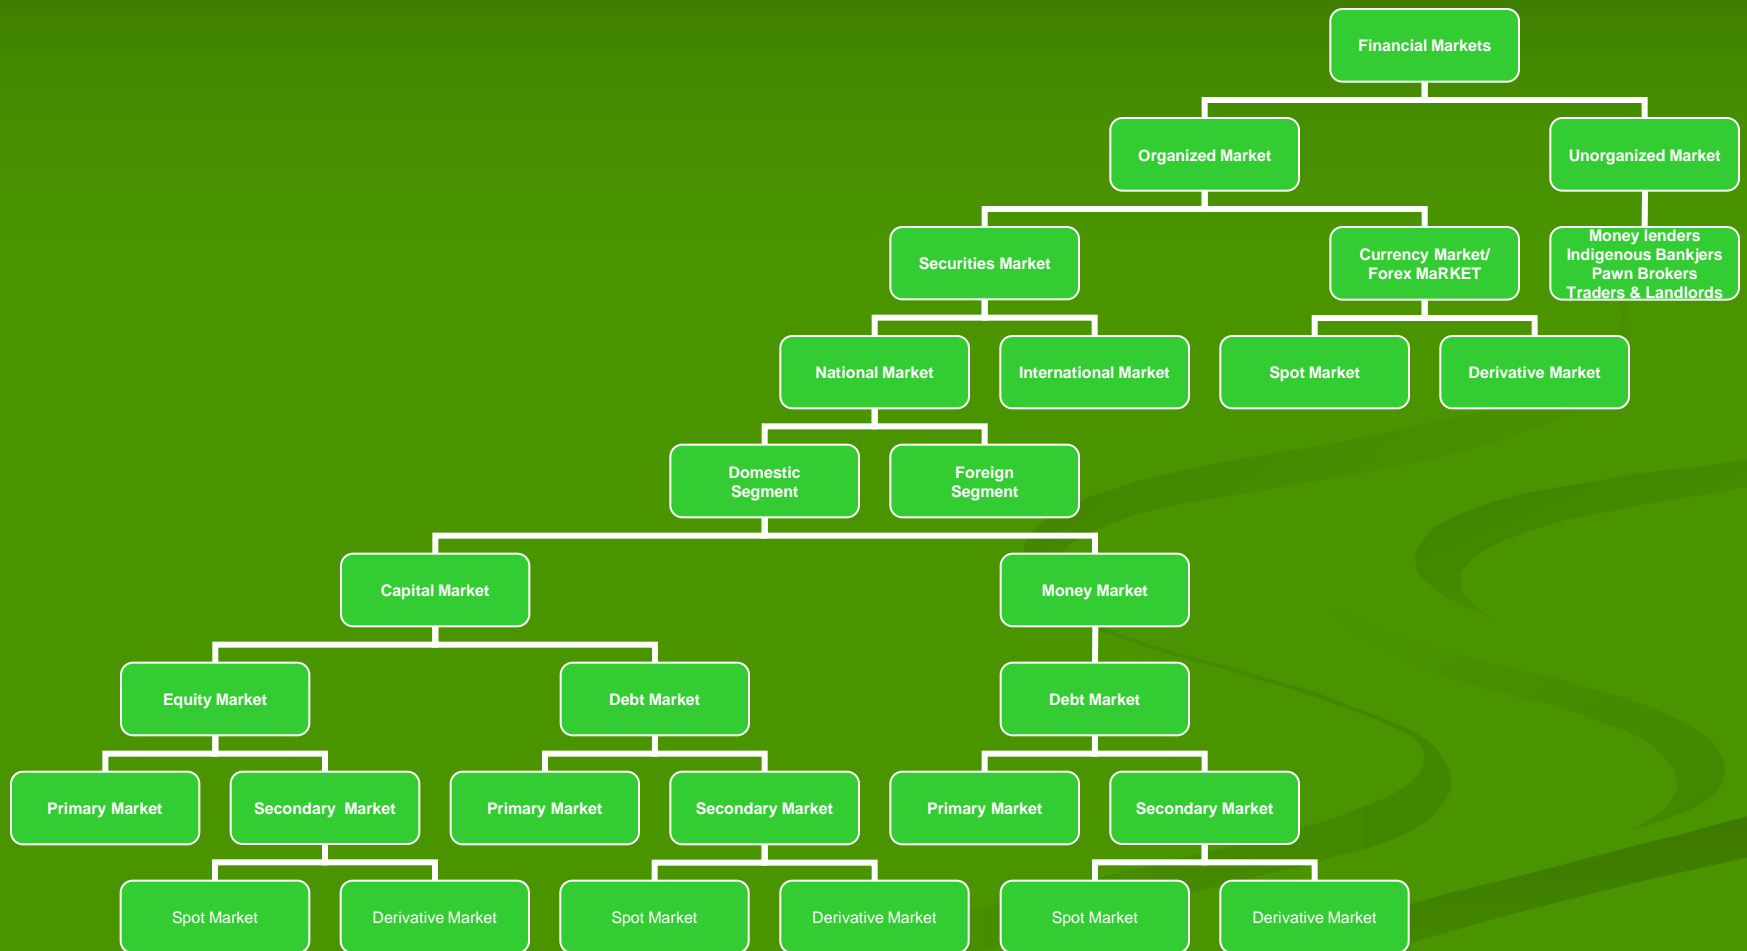 Financial Markets
Organized Market
Unorganized Market
Securities Market
Currency Market/
Forex MaRKET
Money lenders
Indigenous Bankjers
Pawn Brokers
Traders & Landlords
National Market
International Market
Spot Market
Derivative Market
Domestic
Segment
Foreign
Segment
Capital Market
Money Market
Equity Market
Debt Market
Debt Market
Primary Market
Secondary  Market
Primary Market
Secondary Market
Primary Market
Secondary Market
Spot Market
Derivative Market
Spot Market
Derivative Market
Spot Market
Derivative Market